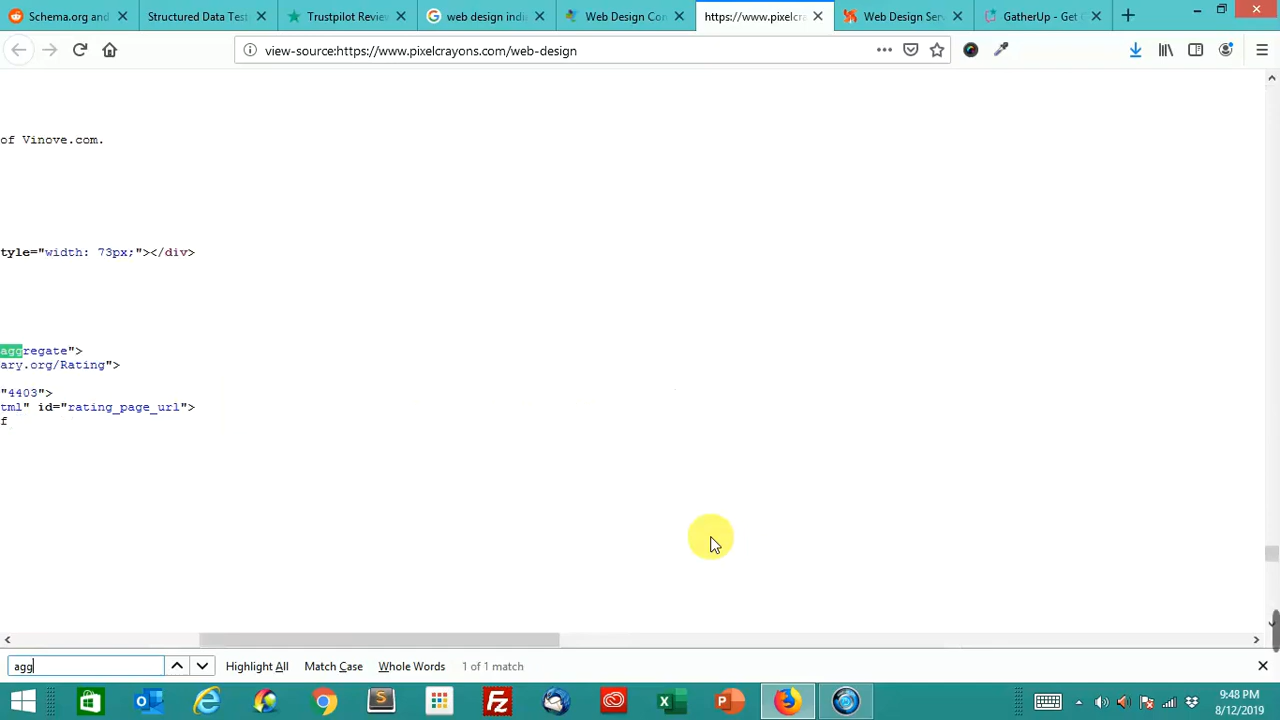 Schema.org and
Structured Data Test
Trustpilot Revie
web design indi
Web Design Con
https://www.pixelcra
Web Design Ser
GatherUp - Get
view-source:https://www.pixelcrayons.com/web-design
of Vinove.com.
tyle="width: 73px;"></div>
aggregate">
ary.org/Rating">
"4403">
tml" id="rating_page_url">
f
agg
Highlight All
Match Case
Whole Words
1 of 1 match
9:48 PM
8/12/2019